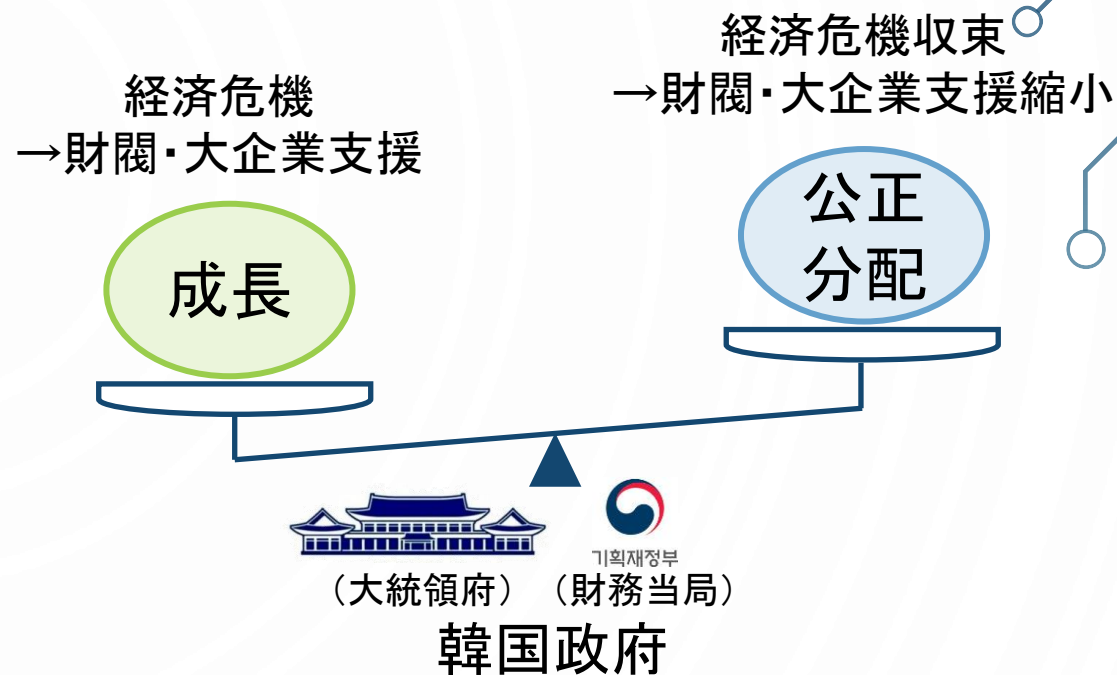 経済危機
→財閥・大企業支援
成長
経済危機収束
→財閥・大企業支援縮小
公正
分配
기획재정부
（大統領府）（財務当局）
韓国政府